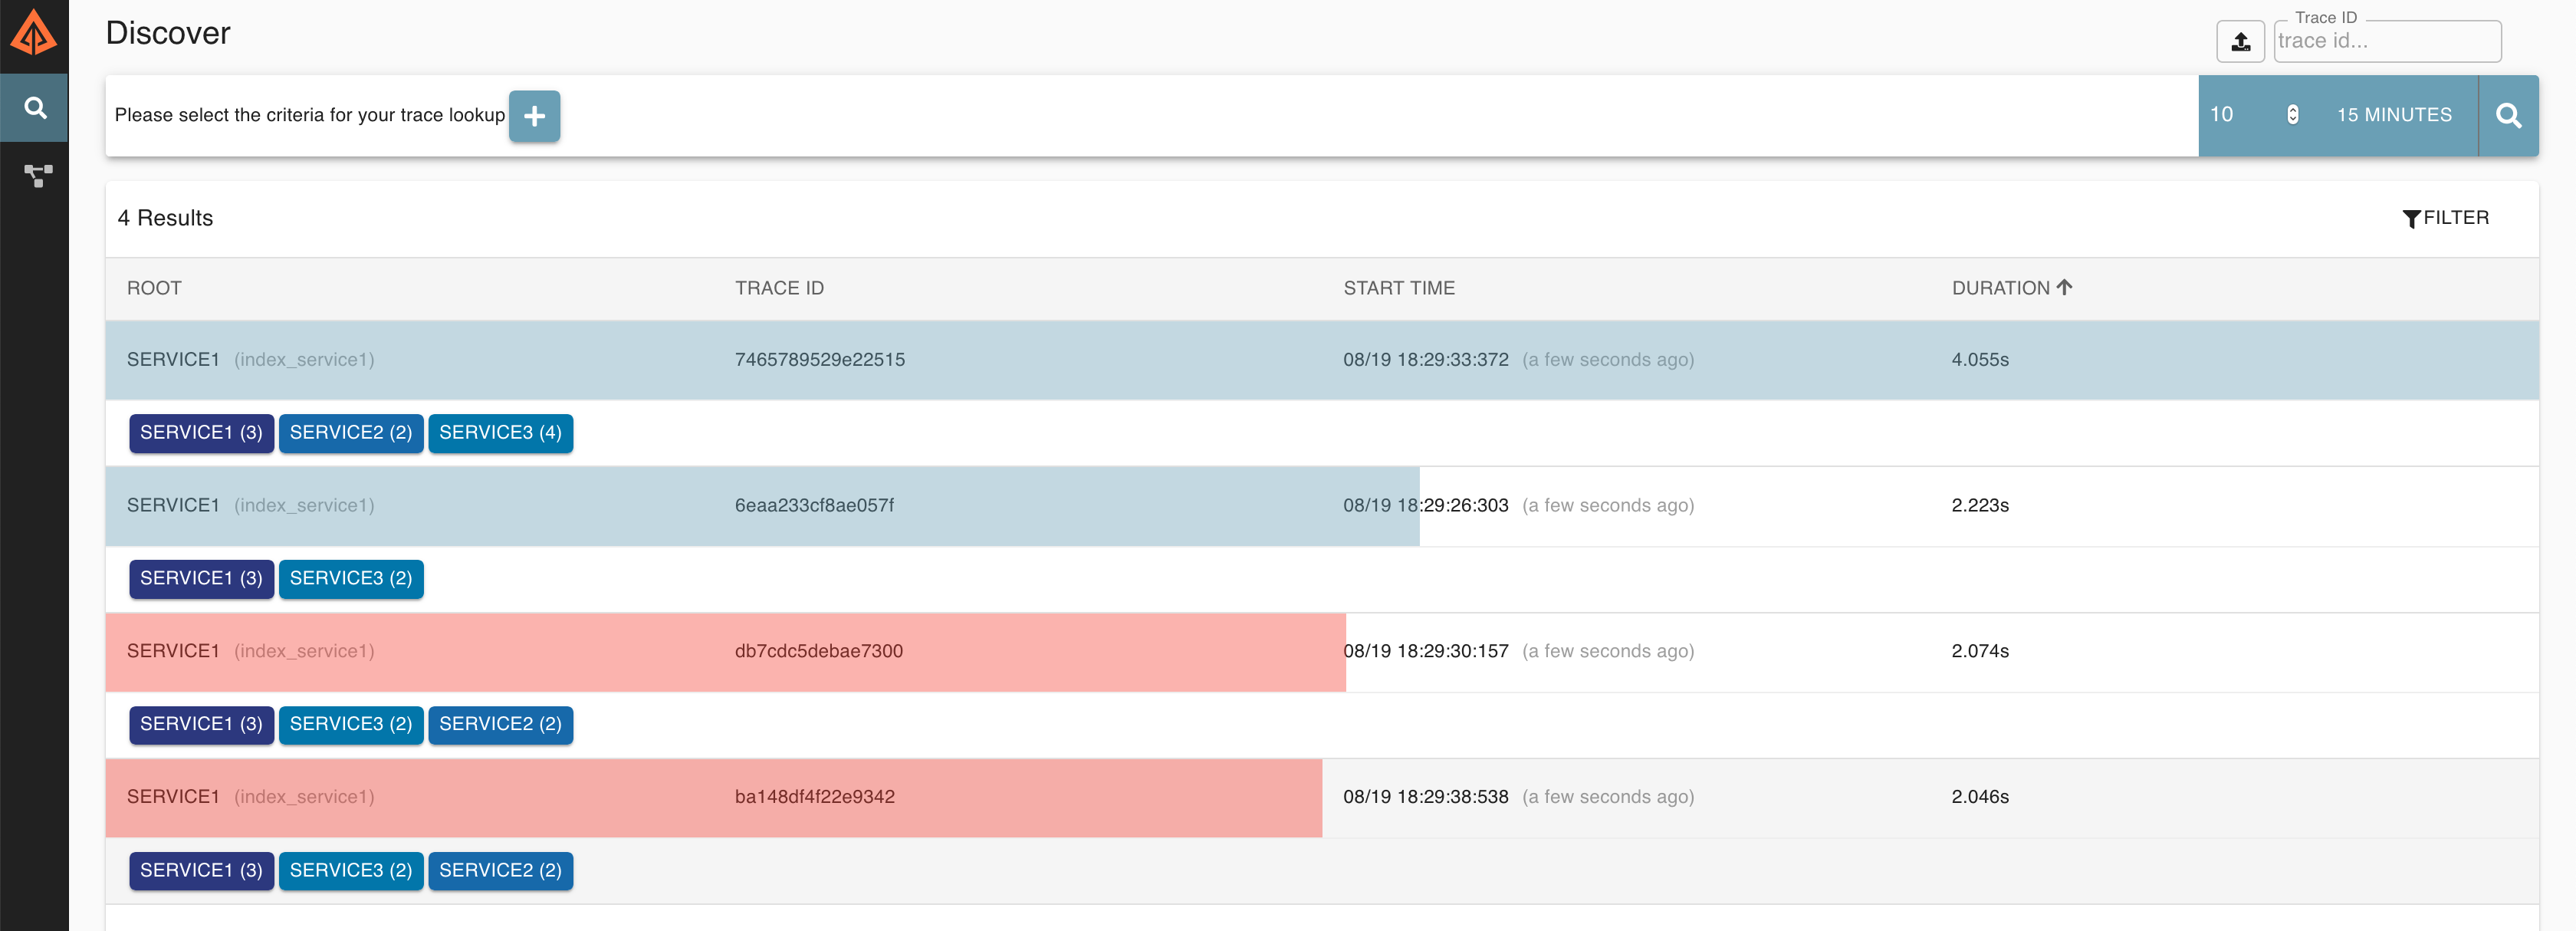 Discover
Trace ID
trace id...
Please select the criteria for your trace lookup
10
15 MINUTES
4 Results
FILTER
ROOT TRACE ID START TIME DURATION
SERVICE1 (index_service1) 7465789529e22515 08/19 18:29:33:372 (a few seconds ago) 4.055s
SERVICE1 (3) SERVICE2 (2) SERVICE3 (4)
SERVICE1 (index_service1) 6eaa233cf8ae057f 08/19 18:29:26:303 (a few seconds ago) 2.223s
SERVICE1 (3) SERVICE3 (2)
SERVICE1 (index_service1) db7cdc5debae7300 08/19 18:29:30:157 (a few seconds ago) 2.074s
SERVICE1 (3) SERVICE3 (2) SERVICE2 (2)
SERVICE1 (index_service1) ba148df4f22e9342 08/19 18:29:38:538 (a few seconds ago) 2.046s
SERVICE1 (3) SERVICE3 (2) SERVICE2 (2)